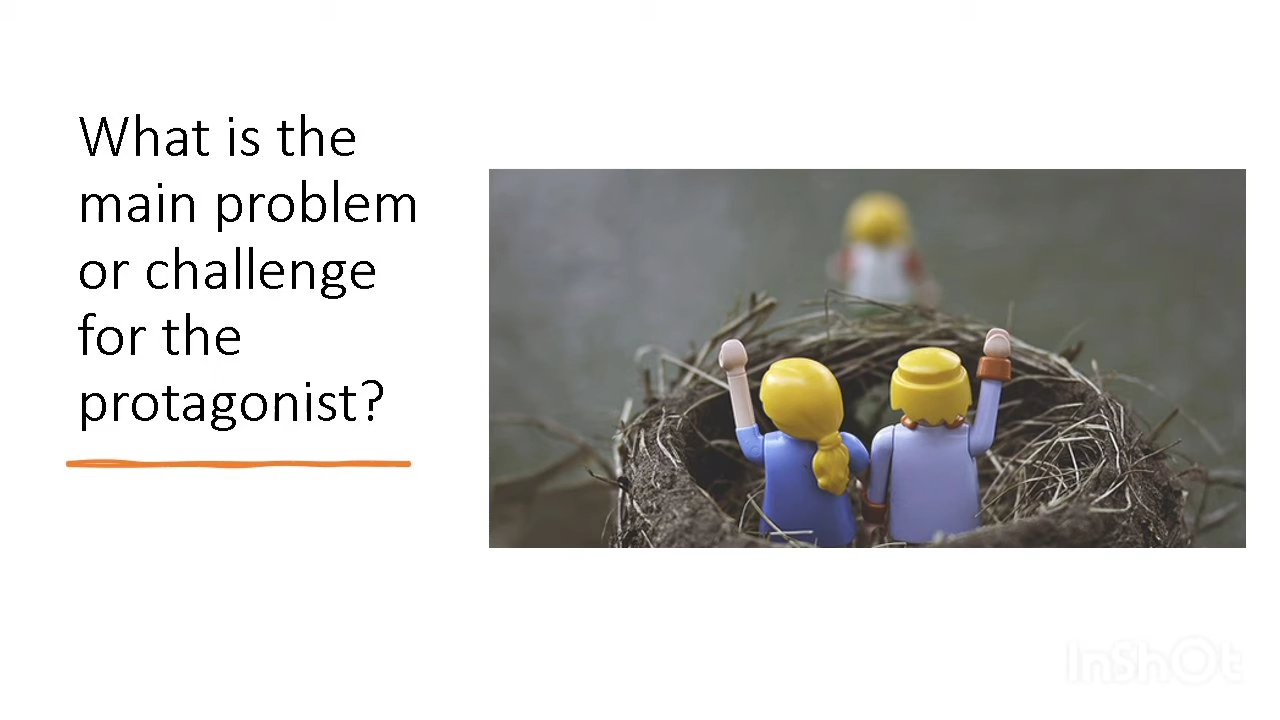 What is the
main problem
or challenge
for the
protagonist?
InShOt